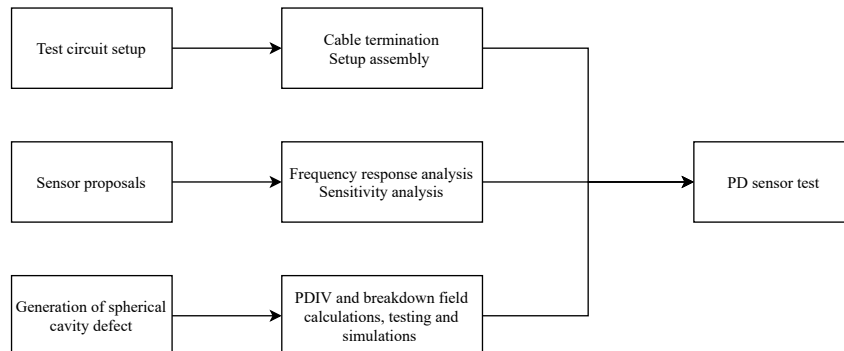 Test circuit setup
Cable termination
Setup assembly
Sensor proposals
Frequency response analysis
Sensitivity analysis
PD sensor test
Generation of spherical
cavity defect
PDIV and breakdown field
calculations, testing and
simulations